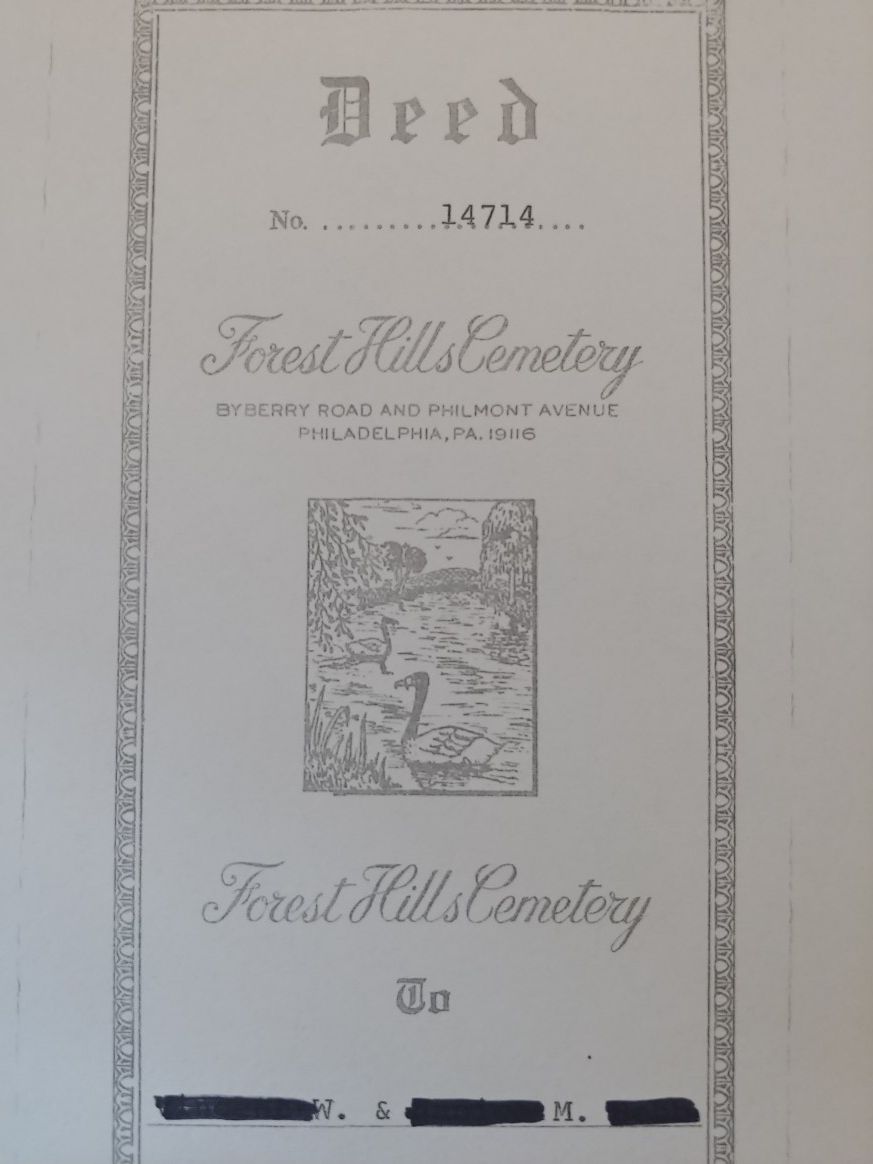 Deed
No. .........14714....
Forest Hills Cemetery
BYBERRY ROAD AND PHILMONT AVENUE
PHILADELPHIA, PA. 19116
Forest Hills Cemetery
To
W. & M.